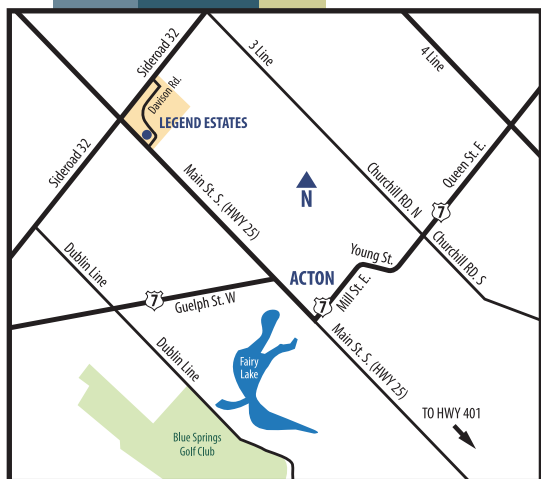 Sideroad 32
3 Line
4 Line
Davison Rd.
LEGEND ESTATES
Sideroad 32
Main St. S. (HWY 25)
N
Churchill RD. N
Queen St. E.
7
Churchill RD. S
Young St.
Dublin Line
ACTON
7
Guelph St. W
7
Mill St. E.
Main St. S. (HWY 25)
Dublin Line
Fairy
Lake
TO HWY 401
Blue Springs
Golf Club